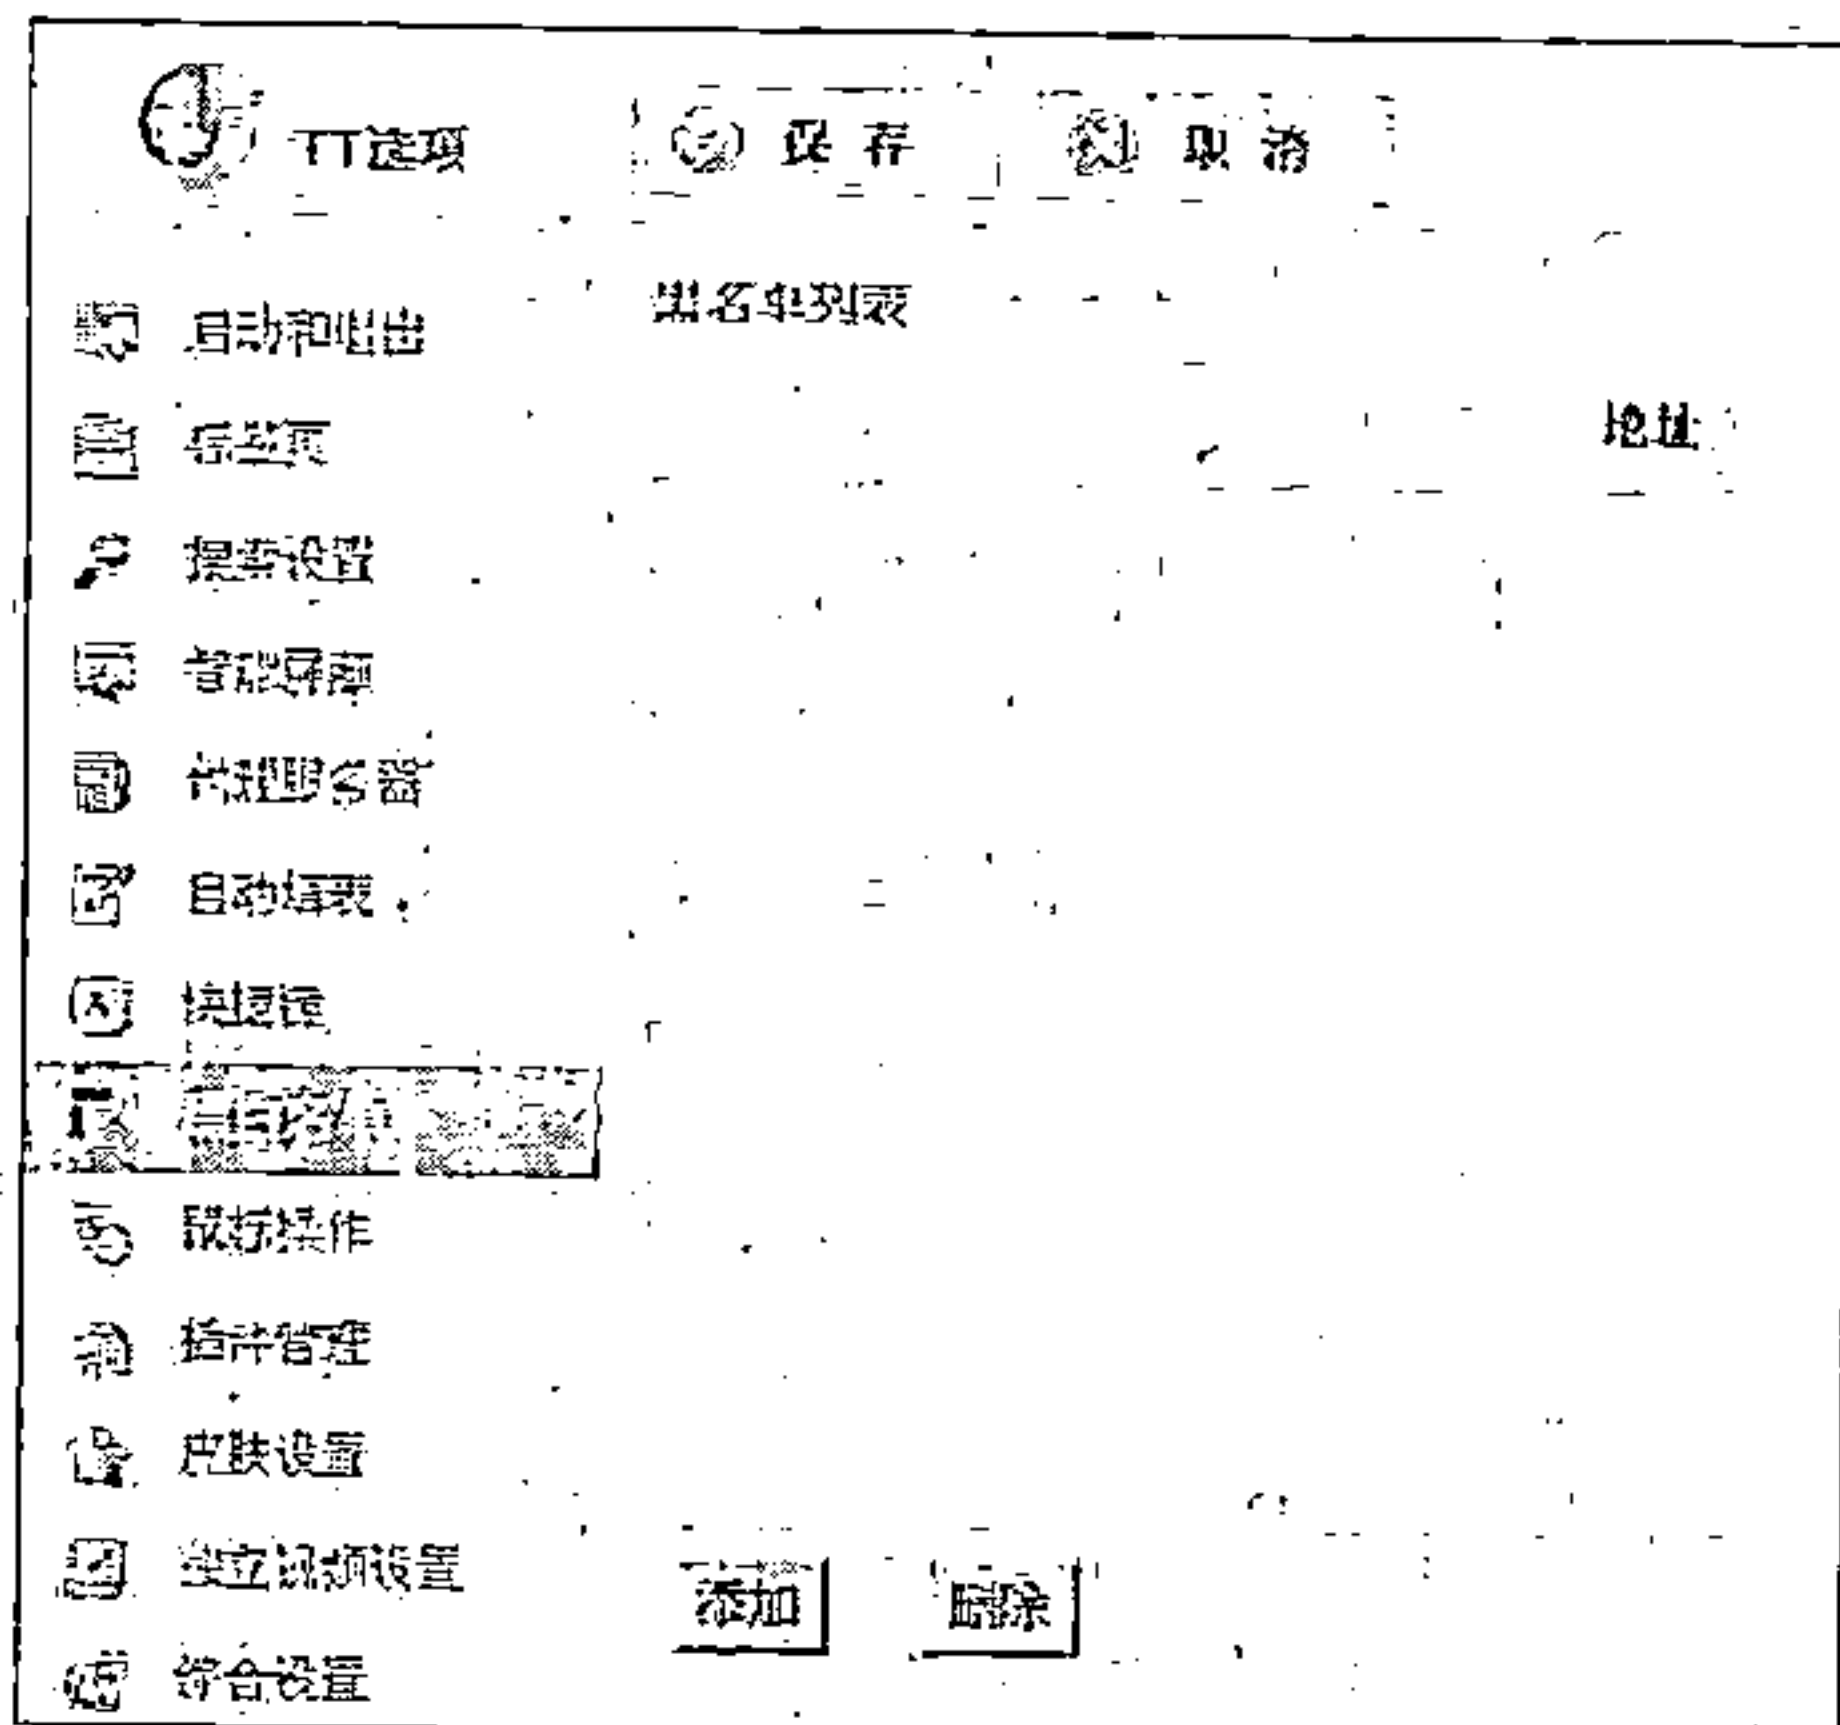 TT选项
保存
取消
启动和退出
标签页
搜索设置
智能屏蔽
代理服务器
自动填表
快捷键
鼠标操作
插件管理
皮肤设置
独立视频设置
综合设置
黑名单列表
地址
添加
删除